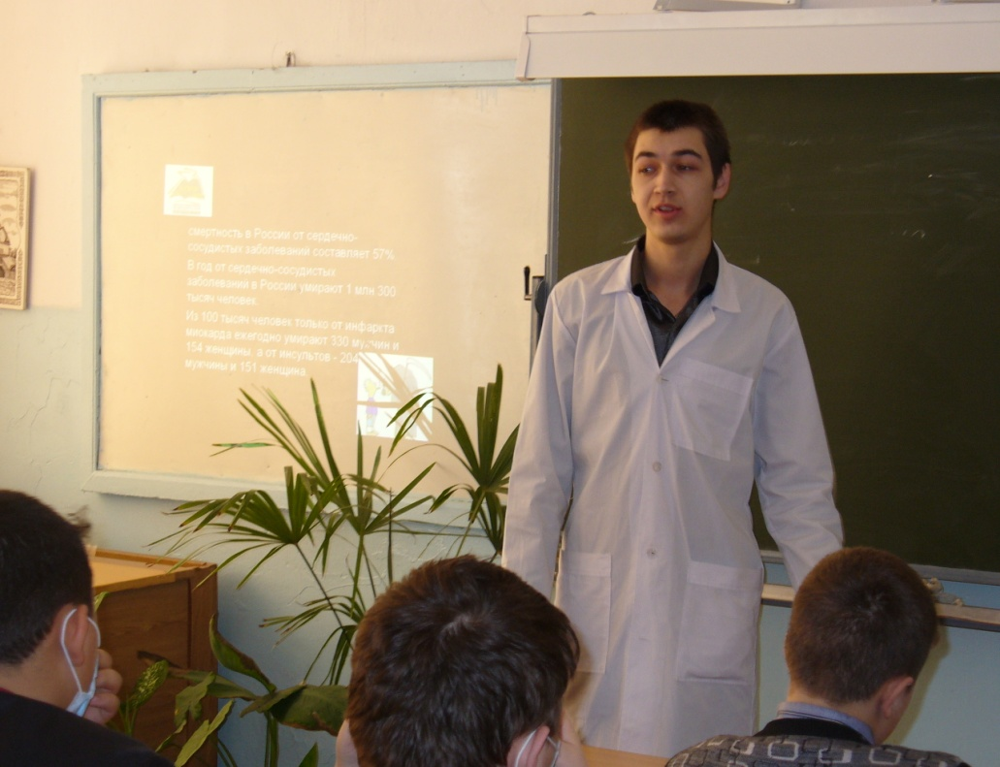 смертность в России от сердечно-
сосудистых заболеваний составляет 57%
В год от сердечно-сосудистых
заболеваний в России умирают 1 млн 300
тысяч человек
Из 100 тысяч человек только от инфаркта
миокарда ежегодно умирают 330 мужчин и
154 женщины, а от инсультов - 204
мужчины и 151 женщина